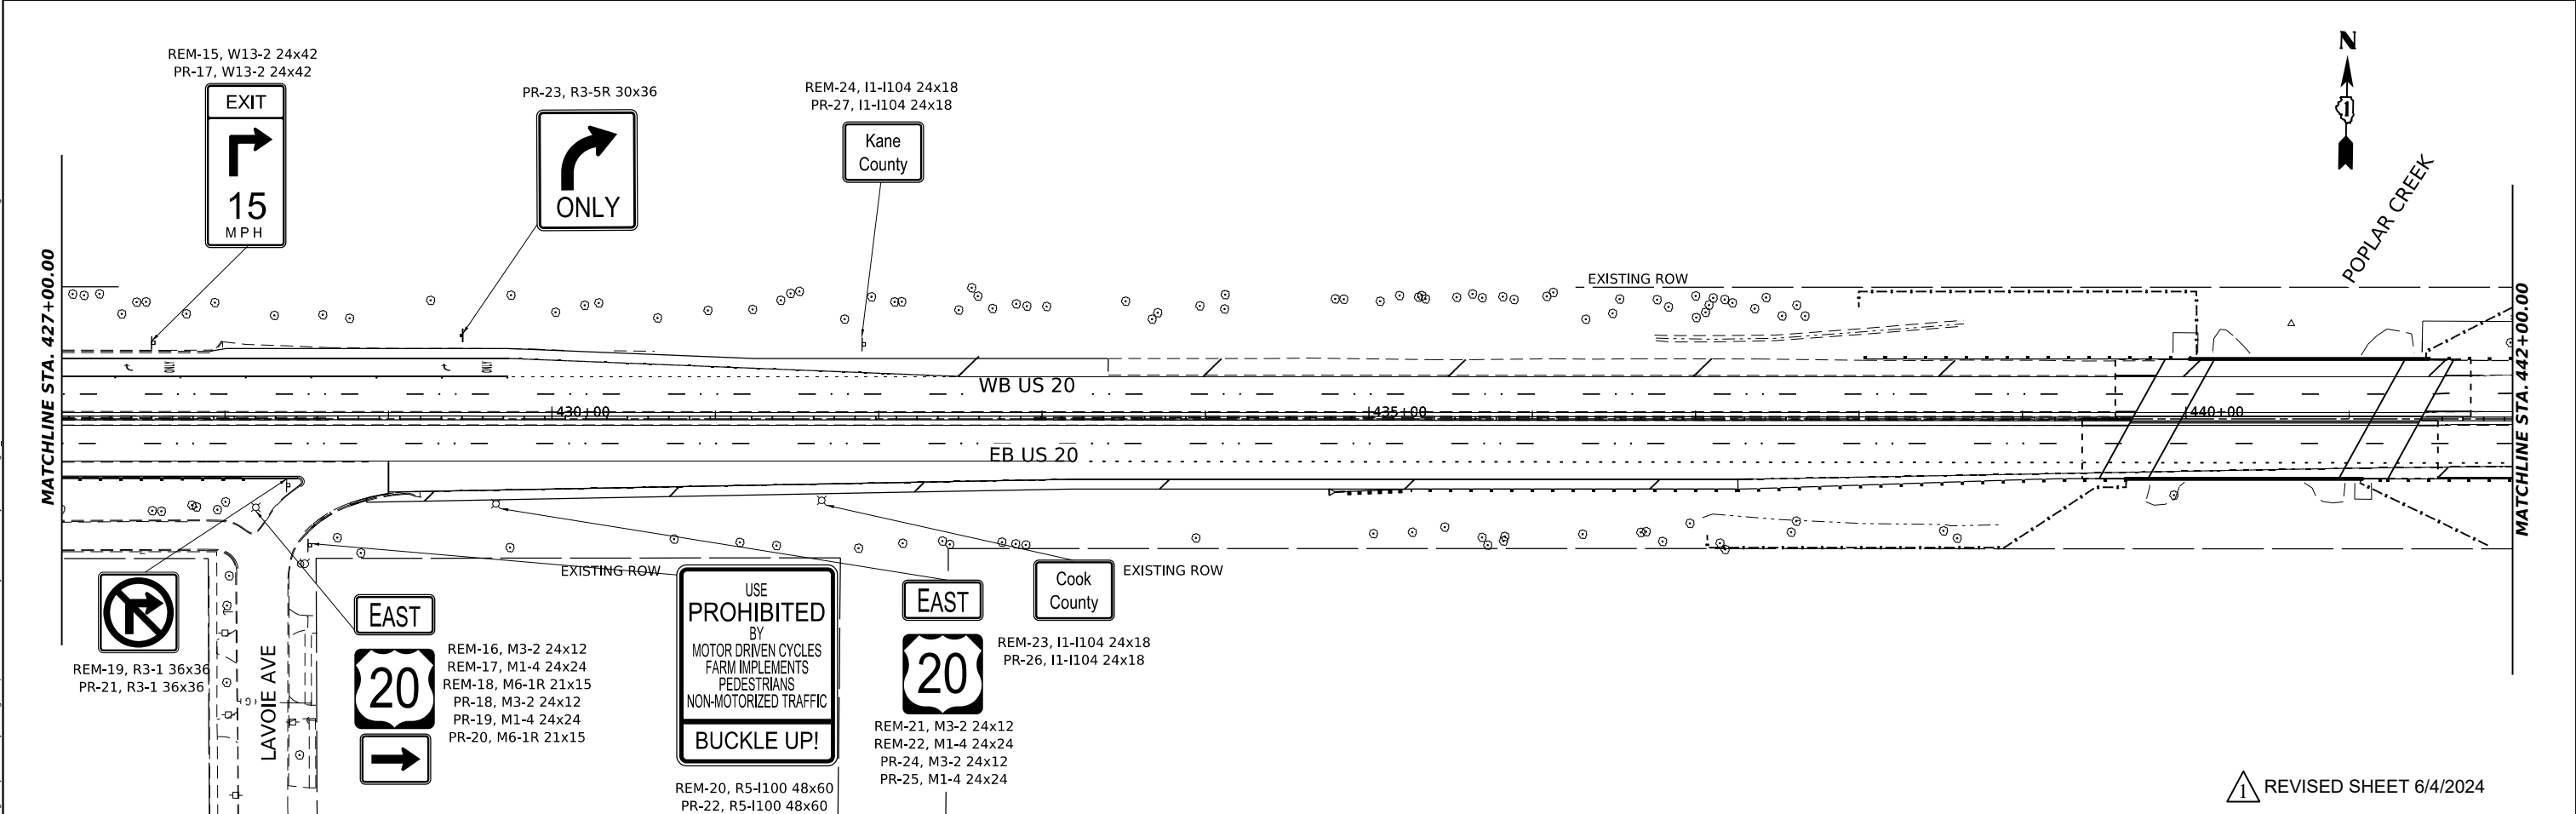 REM-15, W13-2 24x42
PR-17, W13-2 24x42
EXIT
15
MPH
PR-23, R3-5R 30x36
ONLY
REM-24, I1-I104 24x18
PR-27, I1-I104 24x18
Kane
County
N
1
POPLAR CREEK
EXISTING ROW
MATCHLINE STA. 427+00.00
MATCHLINE STA. 442+00.00
ONLY
ONLY
WB US 20
430+00
435+00
440+00
EB US 20
EXISTING ROW
EXISTING ROW
REM-19, R3-1 36x36
PR-21, R3-1 36x36
LAVOIE AVE
EAST
20
REM-16, M3-2 24x12
REM-17, M1-4 24x24
REM-18, M6-1R 21x15
PR-18, M3-2 24x12
PR-19, M1-4 24x24
PR-20, M6-1R 21x15
USE
PROHIBITED
BY
MOTOR DRIVEN CYCLES
FARM IMPLEMENTS
PEDESTRIANS
NON-MOTORIZED TRAFFIC
BUCKLE UP!
REM-20, R5-I100 48x60
PR-22, R5-I100 48x60
EAST
20
REM-21, M3-2 24x12
REM-22, M1-4 24x24
PR-24, M3-2 24x12
PR-25, M1-4 24x24
Cook
County
REM-23, I1-I104 24x18
PR-26, I1-I104 24x18
1 REVISED SHEET 6/4/2024